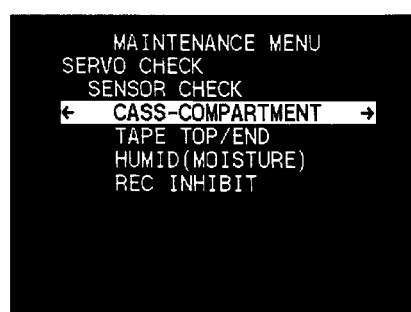 MAINTENANCE MENU
SERVO CHECK
SENSOR CHECK
← CASS-COMPARTMENT →
TAPE TOP/END
HUMID(MOISTURE)
REC INHIBIT